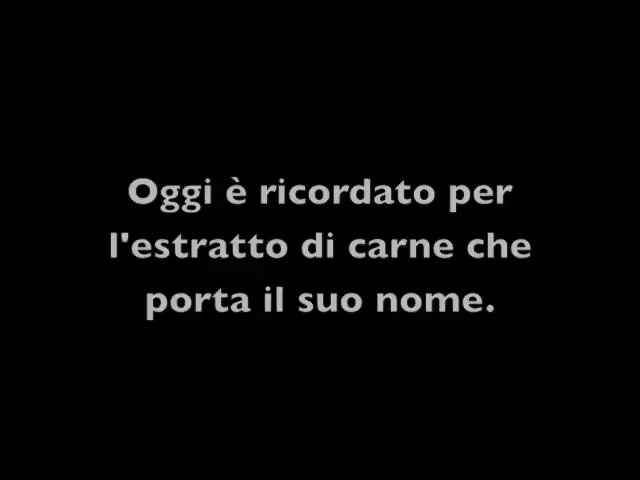 Oggi è ricordato per
l'estratto di carne che
porta il suo nome.